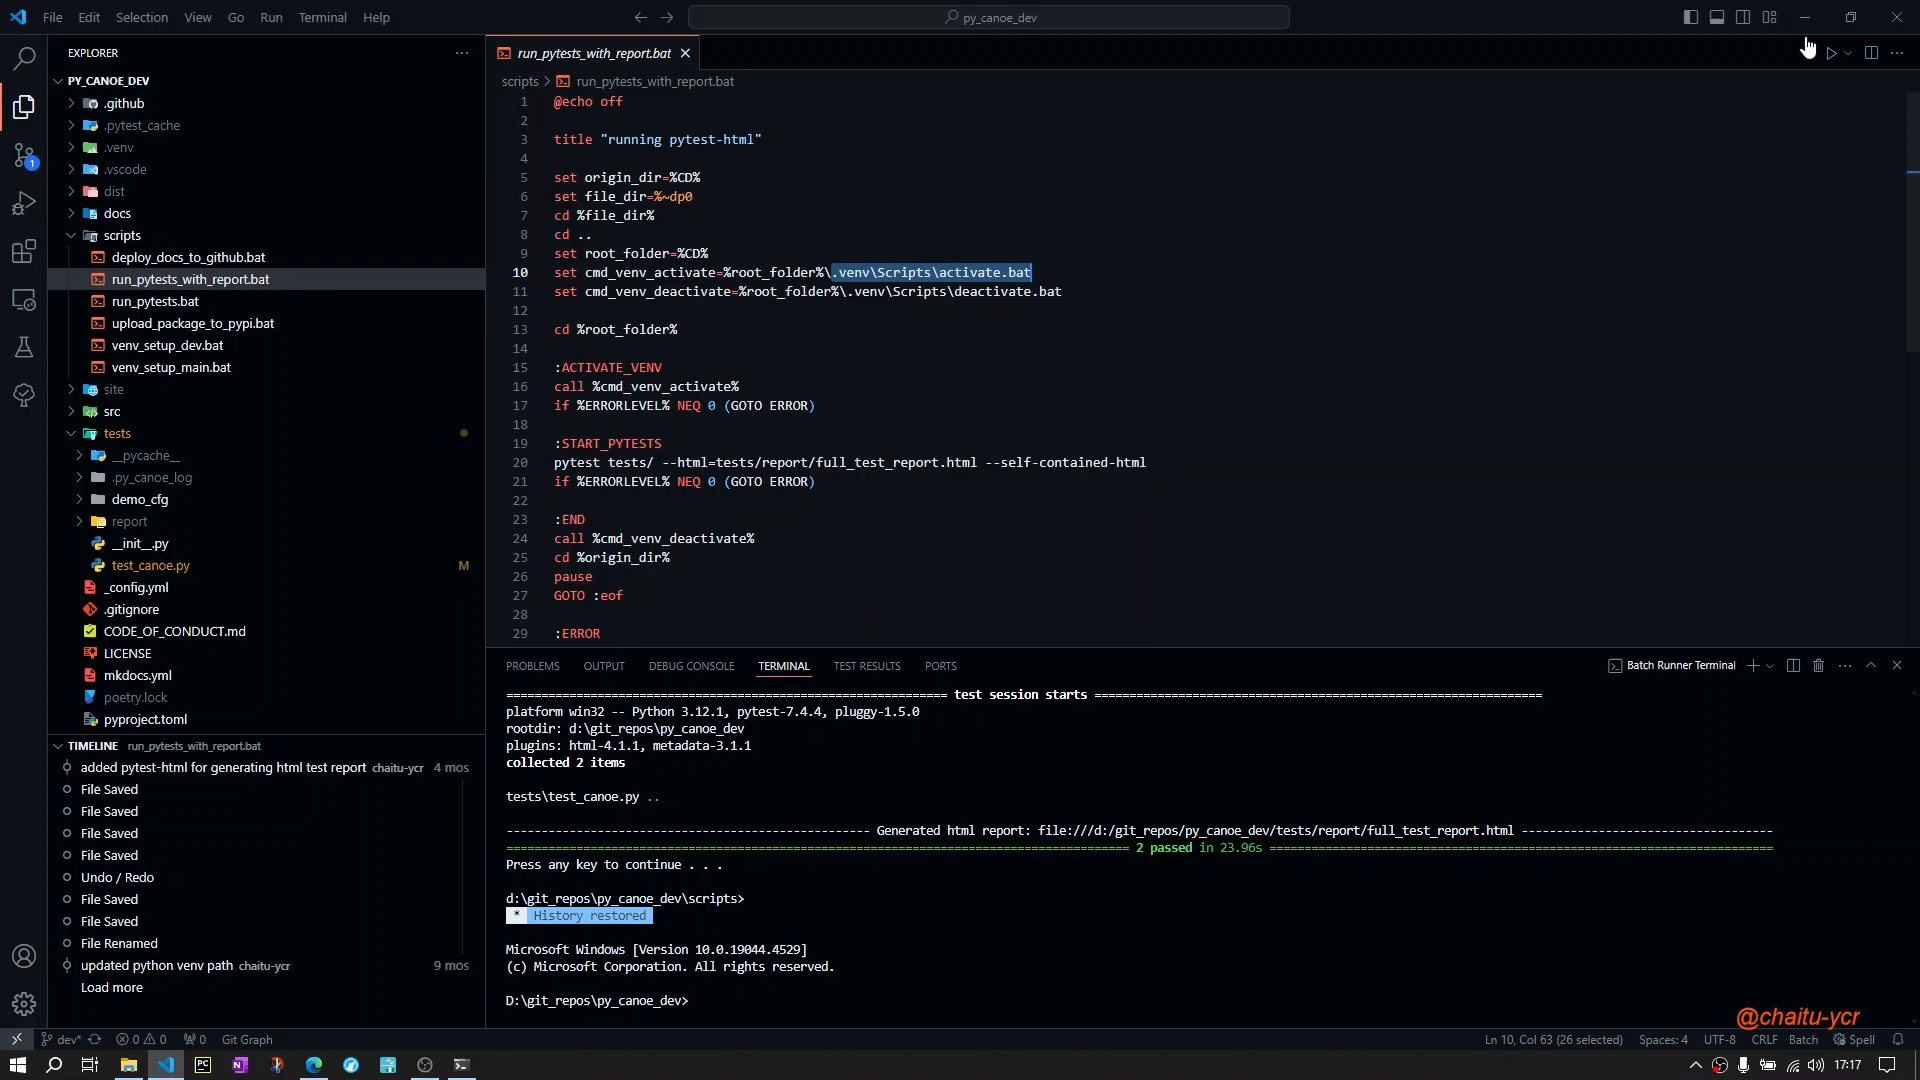 File Edit Selection View Go Run Terminal Help
py_canoe_dev
EXPLORER
PY_CANOE_DEV
.github
.pytest_cache
.venv
.vscode
dist
docs
scripts
deploy_docs_to_github.bat
run_pytests_with_report.bat
run_pytests.bat
upload_package_to_pypi.bat
venv_setup_dev.bat
venv_setup_main.bat
site
src
tests
__pycache__
.py_canoe_log
demo_cfg
report
__init__.py
test_canoe.py M
_config.yml
.gitignore
CODE_OF_CONDUCT.md
LICENSE
mkdocs.yml
poetry.lock
pyproject.toml
TIMELINE run_pytests_with_report.bat
added pytest-html for generating html test report chaitu-ycr 4 mos
File Saved
File Saved
File Saved
File Saved
Undo / Redo
File Saved
File Saved
File Renamed
updated python venv path chaitu-ycr 9 mos
Load more
run_pytests_with_report.bat
scripts > run_pytests_with_report.bat
1 @echo off
2
3 title "running pytest-html"
4
5 set origin_dir=%CD%
6 set file_dir=%~dp0
7 cd %file_dir%
8 cd ..
9 set root_folder=%CD%
10 set cmd_venv_activate=%root_folder%\.venv\Scripts\activate.bat
11 set cmd_venv_deactivate=%root_folder%\.venv\Scripts\deactivate.bat
12
13 cd %root_folder%
14
15 :ACTIVATE_VENV
16 call %cmd_venv_activate%
17 if %ERRORLEVEL% NEQ 0 (GOTO ERROR)
18
19 :START_PYTESTS
20 pytest tests/ --html=tests/report/full_test_report.html --self-contained-html
21 if %ERRORLEVEL% NEQ 0 (GOTO ERROR)
22
23 :END
24 call %cmd_venv_deactivate%
25 cd %origin_dir%
26 pause
27 GOTO :eof
28
29 :ERROR
PROBLEMS OUTPUT DEBUG CONSOLE TERMINAL TEST RESULTS PORTS
Batch Runner Terminal
=============================== test session starts ===============================
platform win32 -- Python 3.12.1, pytest-7.4.4, pluggy-1.5.0
rootdir: d:\git_repos\py_canoe_dev
plugins: html-4.1.1, metadata-3.1.1
collected 2 items
tests\test_canoe.py ..
------------------------------- Generated html report: file:///d:/git_repos/py_canoe_dev/tests/report/full_test_report.html -------------------------------
=============================== 2 passed in 23.96s ===============================
Press any key to continue . . .
d:\git_repos\py_canoe_dev\scripts>
* History restored
Microsoft Windows [Version 10.0.19044.4529]
(c) Microsoft Corporation. All rights reserved.
D:\git_repos\py_canoe_dev>
@chaitu-ycr
dev* 0 0 0 Git Graph
Ln 10, Col 63 (26 selected) Spaces: 4 UTF-8 CRLF Batch Spell
17:17